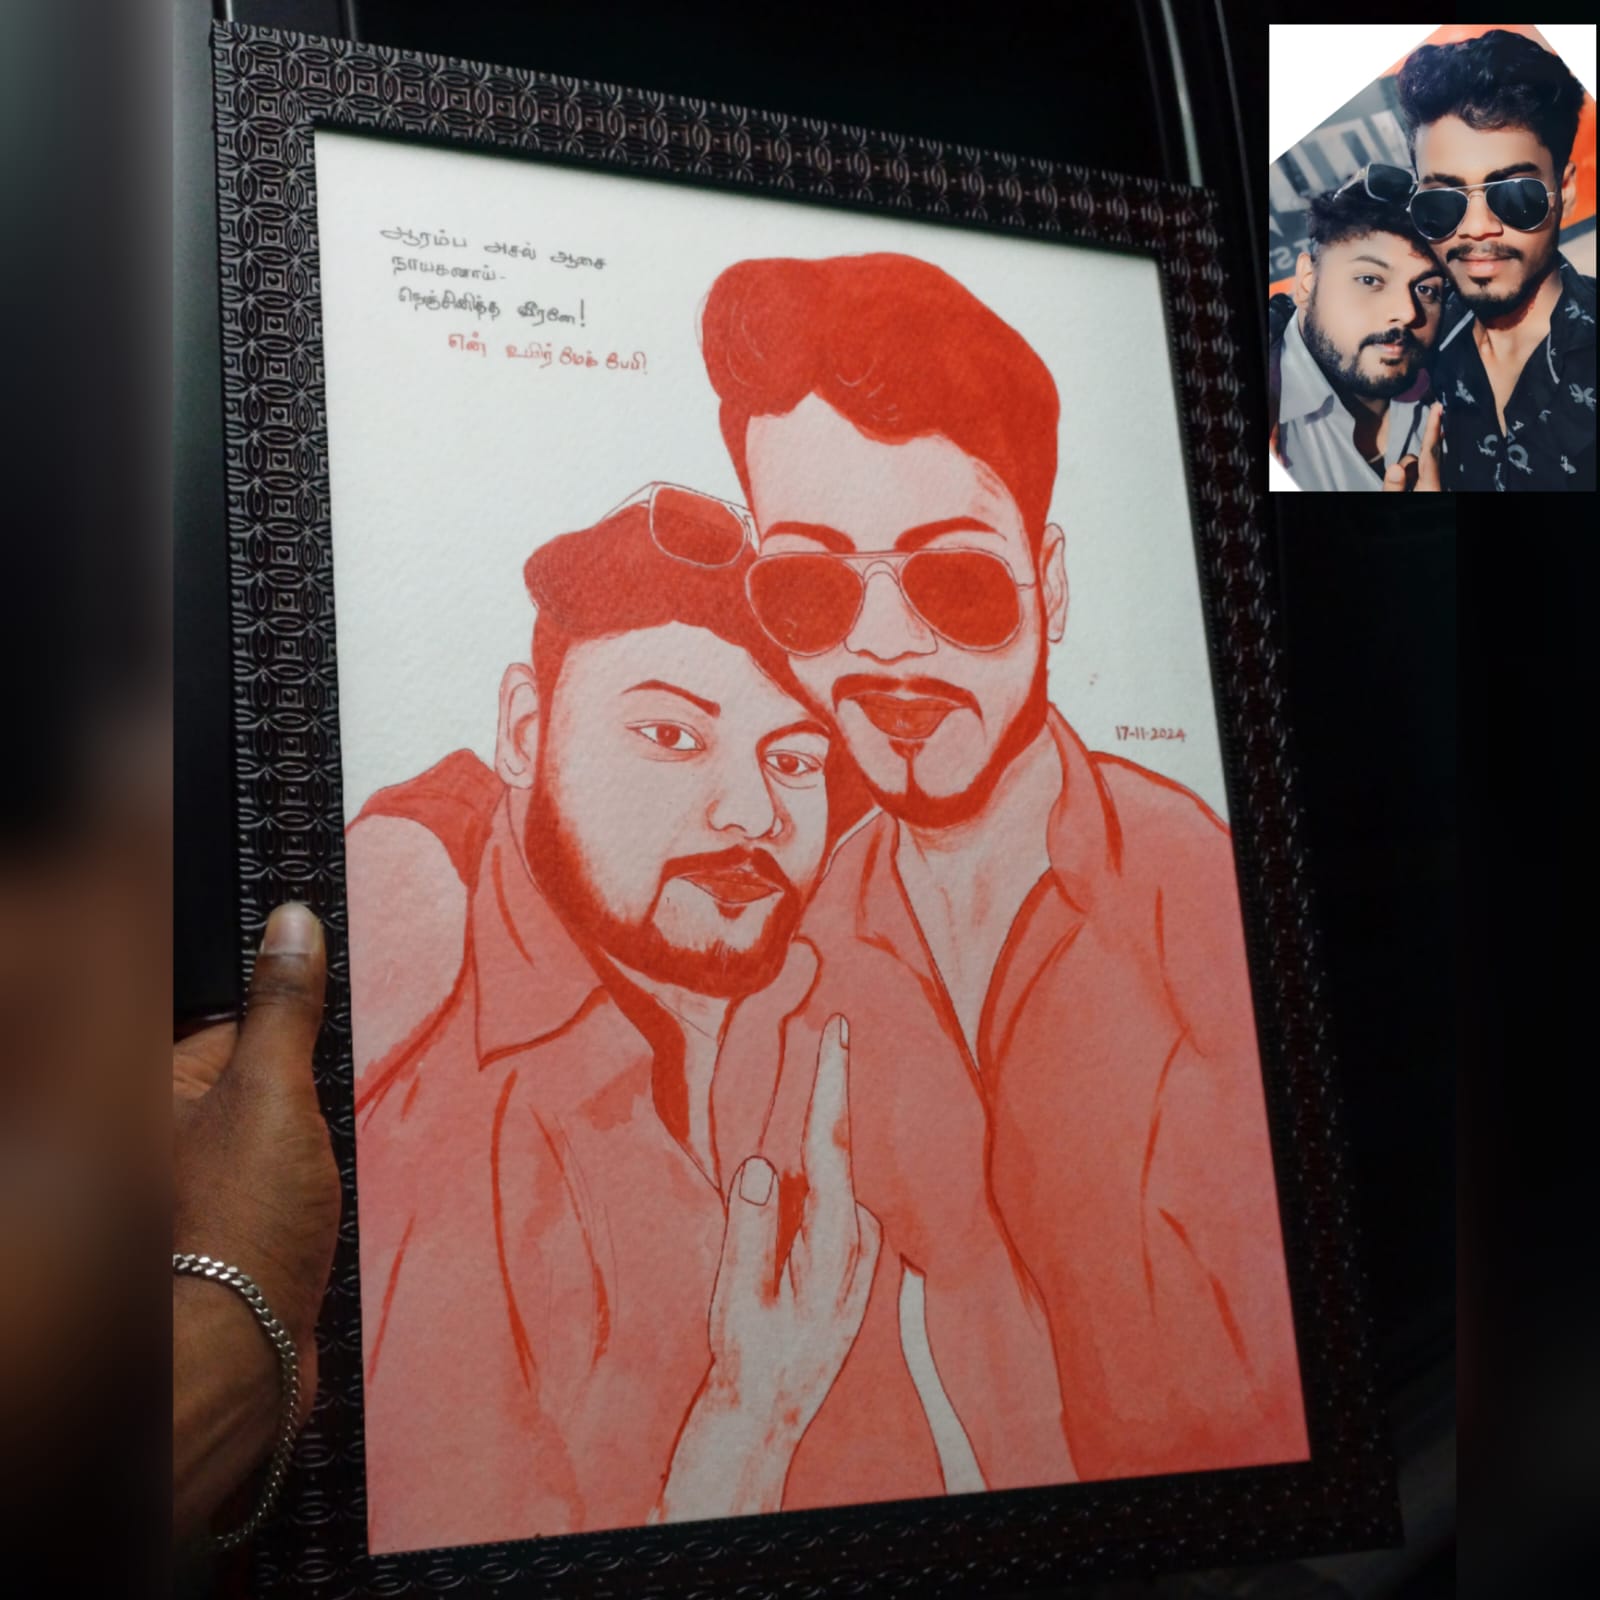 ஆரம்ப அசல் ஆசை
நாயகனாய்-
நெஞ்சினித்த வீரனே!
என் உயிர் மேக் பேபி!
17-11-2024